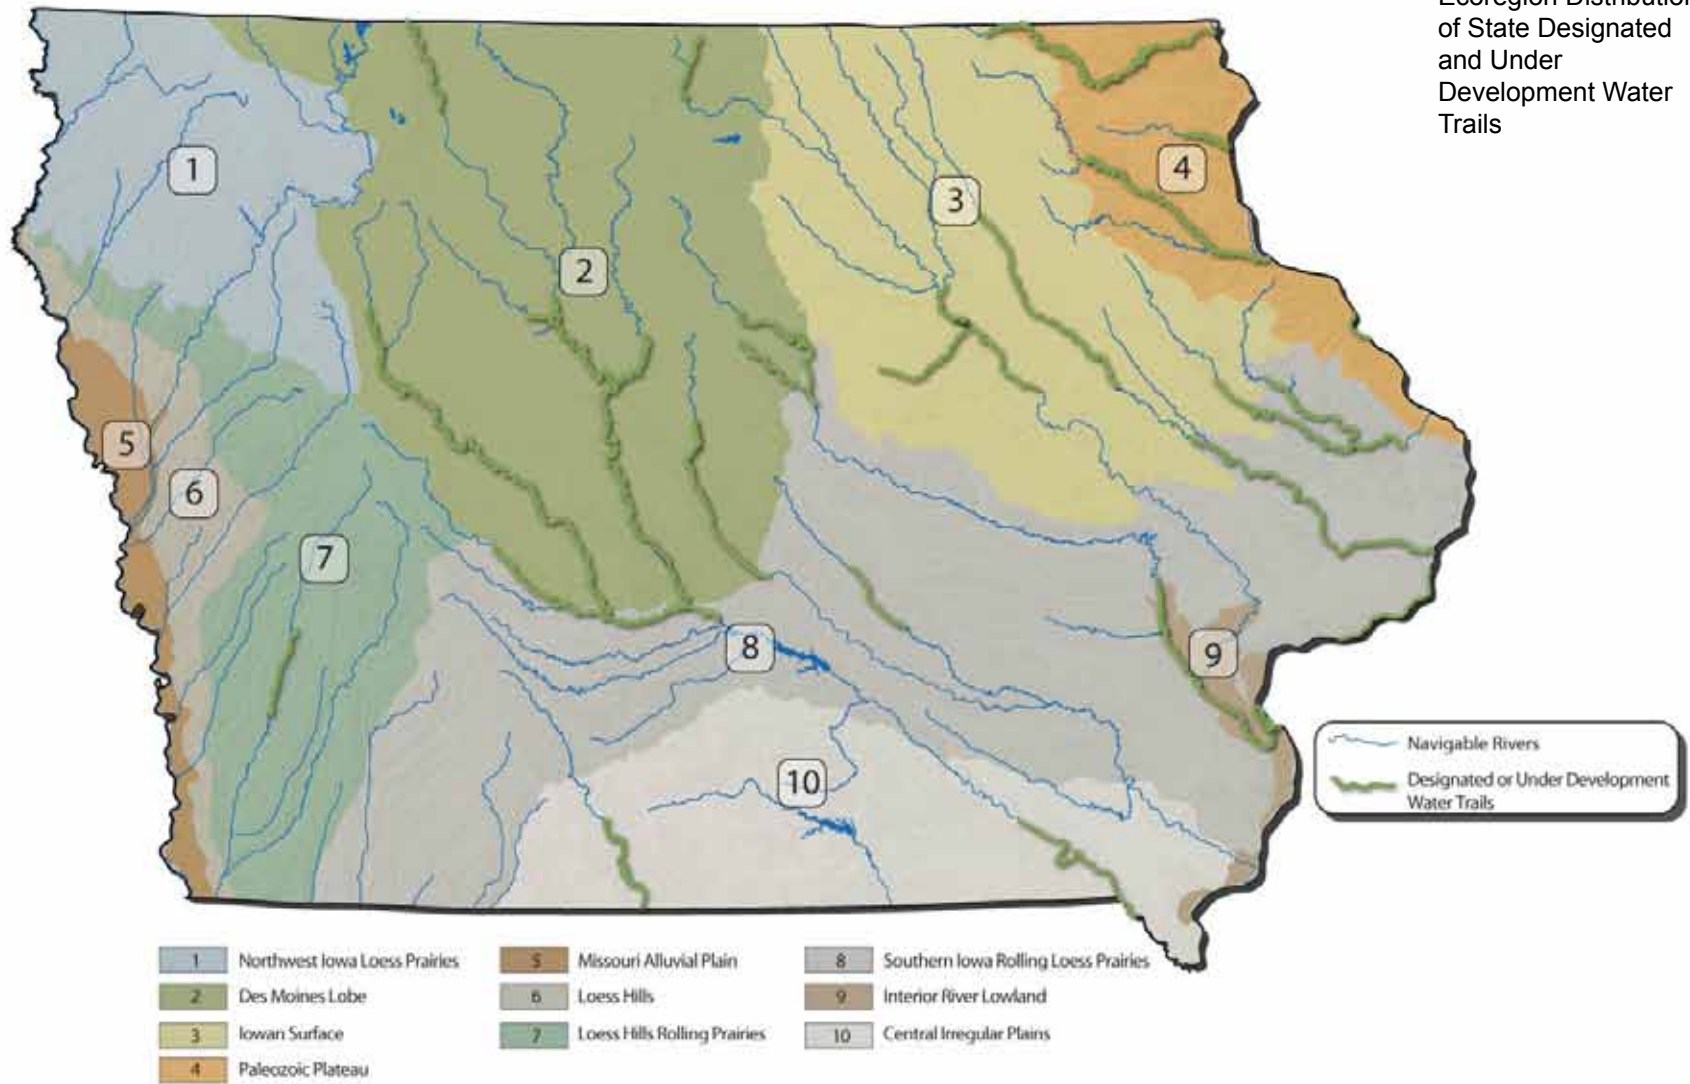 Ecoregion Distribution
of State Designated
and Under
Development Water
Trails
1
2
3
4
5
6
7
8
9
10
Navigable Rivers
Designated or Under Development
Water Trails
1 Northwest Iowa Loess Prairies
2 Des Moines Lobe
3 Iowan Surface
4 Paleozoic Plateau
5 Missouri Alluvial Plain
6 Loess Hills
7 Loess Hills Rolling Prairies
8 Southern Iowa Rolling Loess Prairies
9 Interior River Lowland
10 Central Irregular Plains